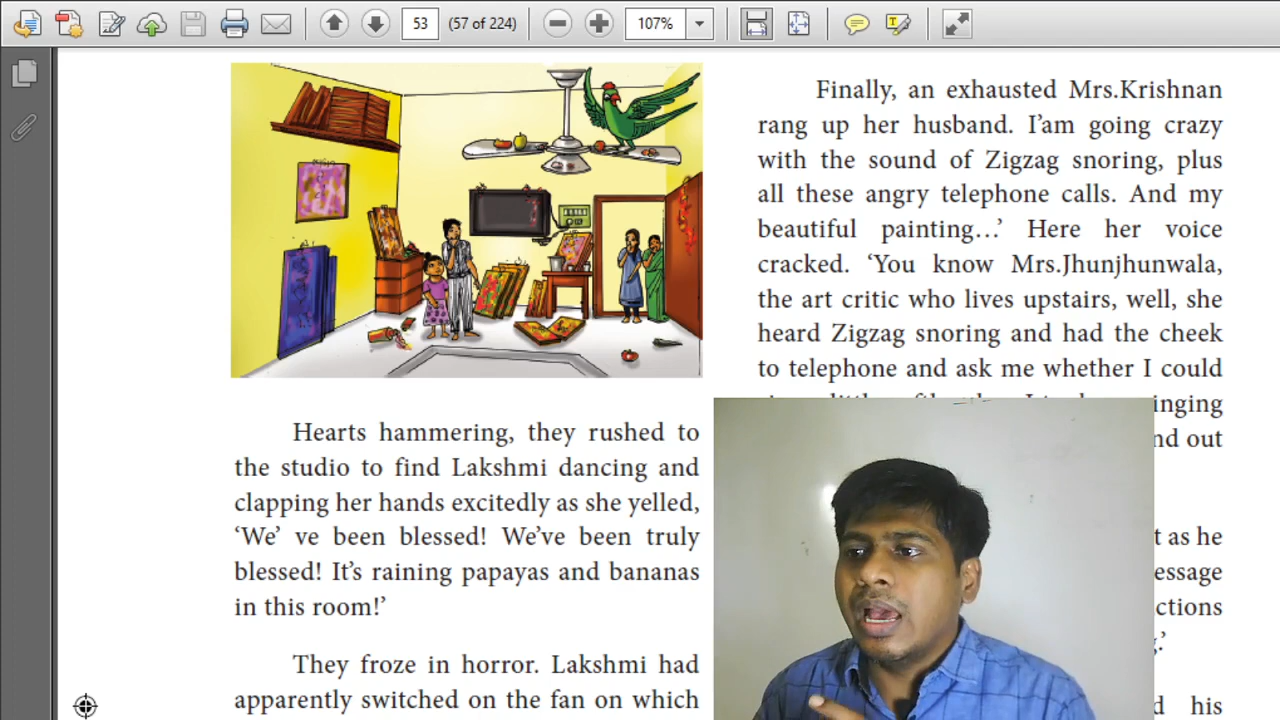 53
(57 of 224)
107%
Hearts hammering, they rushed to
the studio to find Lakshmi dancing and
clapping her hands excitedly as she yelled,
‘We’ ve been blessed! We’ve been truly
blessed! It’s raining papayas and bananas
in this room!’
They froze in horror. Lakshmi had
apparently switched on the fan on which
Finally, an exhausted Mrs.Krishnan
rang up her husband. I’am going crazy
with the sound of Zigzag snoring, plus
all these angry telephone calls. And my
beautiful painting…’ Here her voice
cracked. ‘You know Mrs.Jhunjhunwala,
the art critic who lives upstairs, well, she
heard Zigzag snoring and had the cheek
to telephone and ask me whether I could
inging
nd out
t as he
essage
ctions
g.’
d his